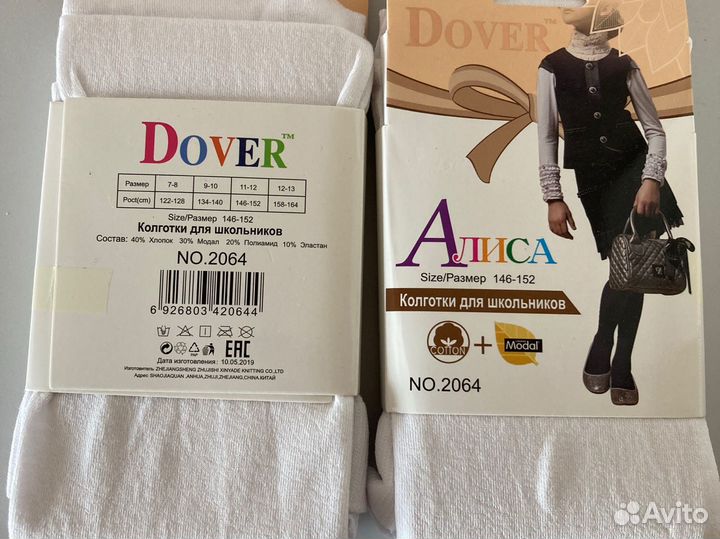 DOVER™
Размер 7-8 9-10 11-12 12-13
Рост(cm) 122-128 134-140 146-152 158-164
Size/Размер 146-152
Колготки для школьников
Состав: 40% Хлопок 30% Модал 20% Полиамид 10% Эластан
NO.2064
6 926803 420644
EAC
Дата изготовления: 10.05.2019
Изготовитель: ZHEJIANGSHENG ZHUJISHI XINYADE KNITTING CO.,LTD
Адрес: SHAOJIAQUAN ,ANHUA,ZHUJI,ZHEJIANG,CHINA.КИТАЙ
DOVER™
АЛИСА
Size/Размер 146-152
Колготки для школьников
COTTON + Modal
NO.2064
Avito